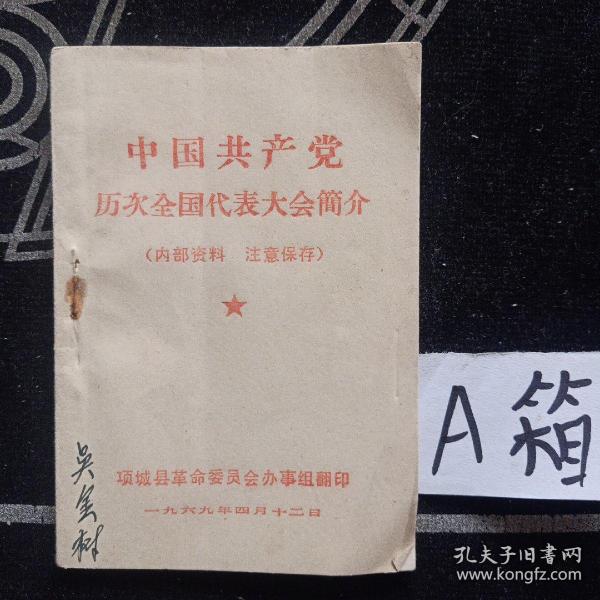 中国共产党
历次全国代表大会简介
（内部资料　注意保存）
项城县革命委员会办事组翻印
一九六九年四月十二日
吴金树
A箱
孔夫子旧书网
www.kongfz.com